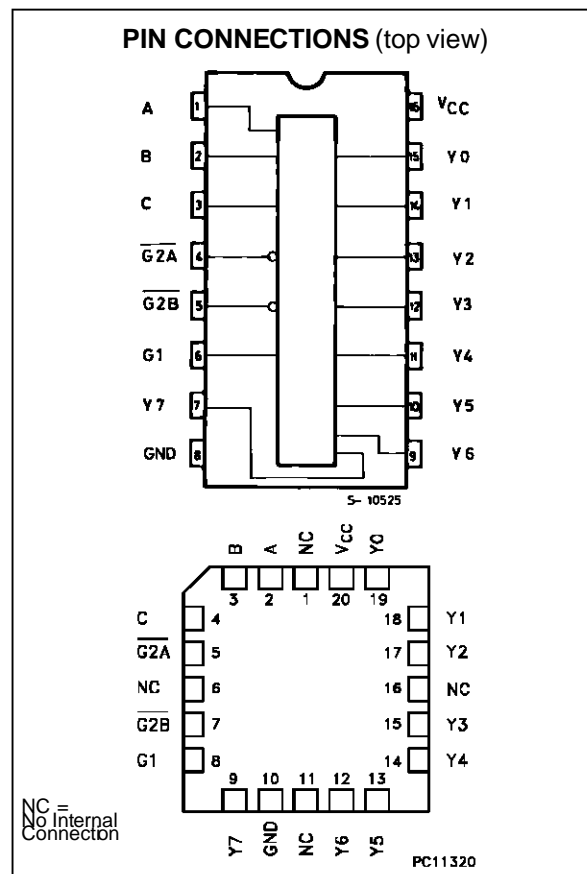 PIN CONNECTIONS (top view)
A 1 16 VCC
B 2 15 Y0
C 3 14 Y1
G2A 4 13 Y2
G2B 5 12 Y3
G1 6 11 Y4
Y7 7 10 Y5
GND 8 9 Y6
S-10525
B A NC VCC Y0
3 2 1 20 19
C 4 18 Y1
G2A 5 17 Y2
NC 6 16 NC
G2B 7 15 Y3
G1 8 14 Y4
9 10 11 12 13
Y7 GND NC Y6 Y5
NC =
No Internal
Connection
PC11320